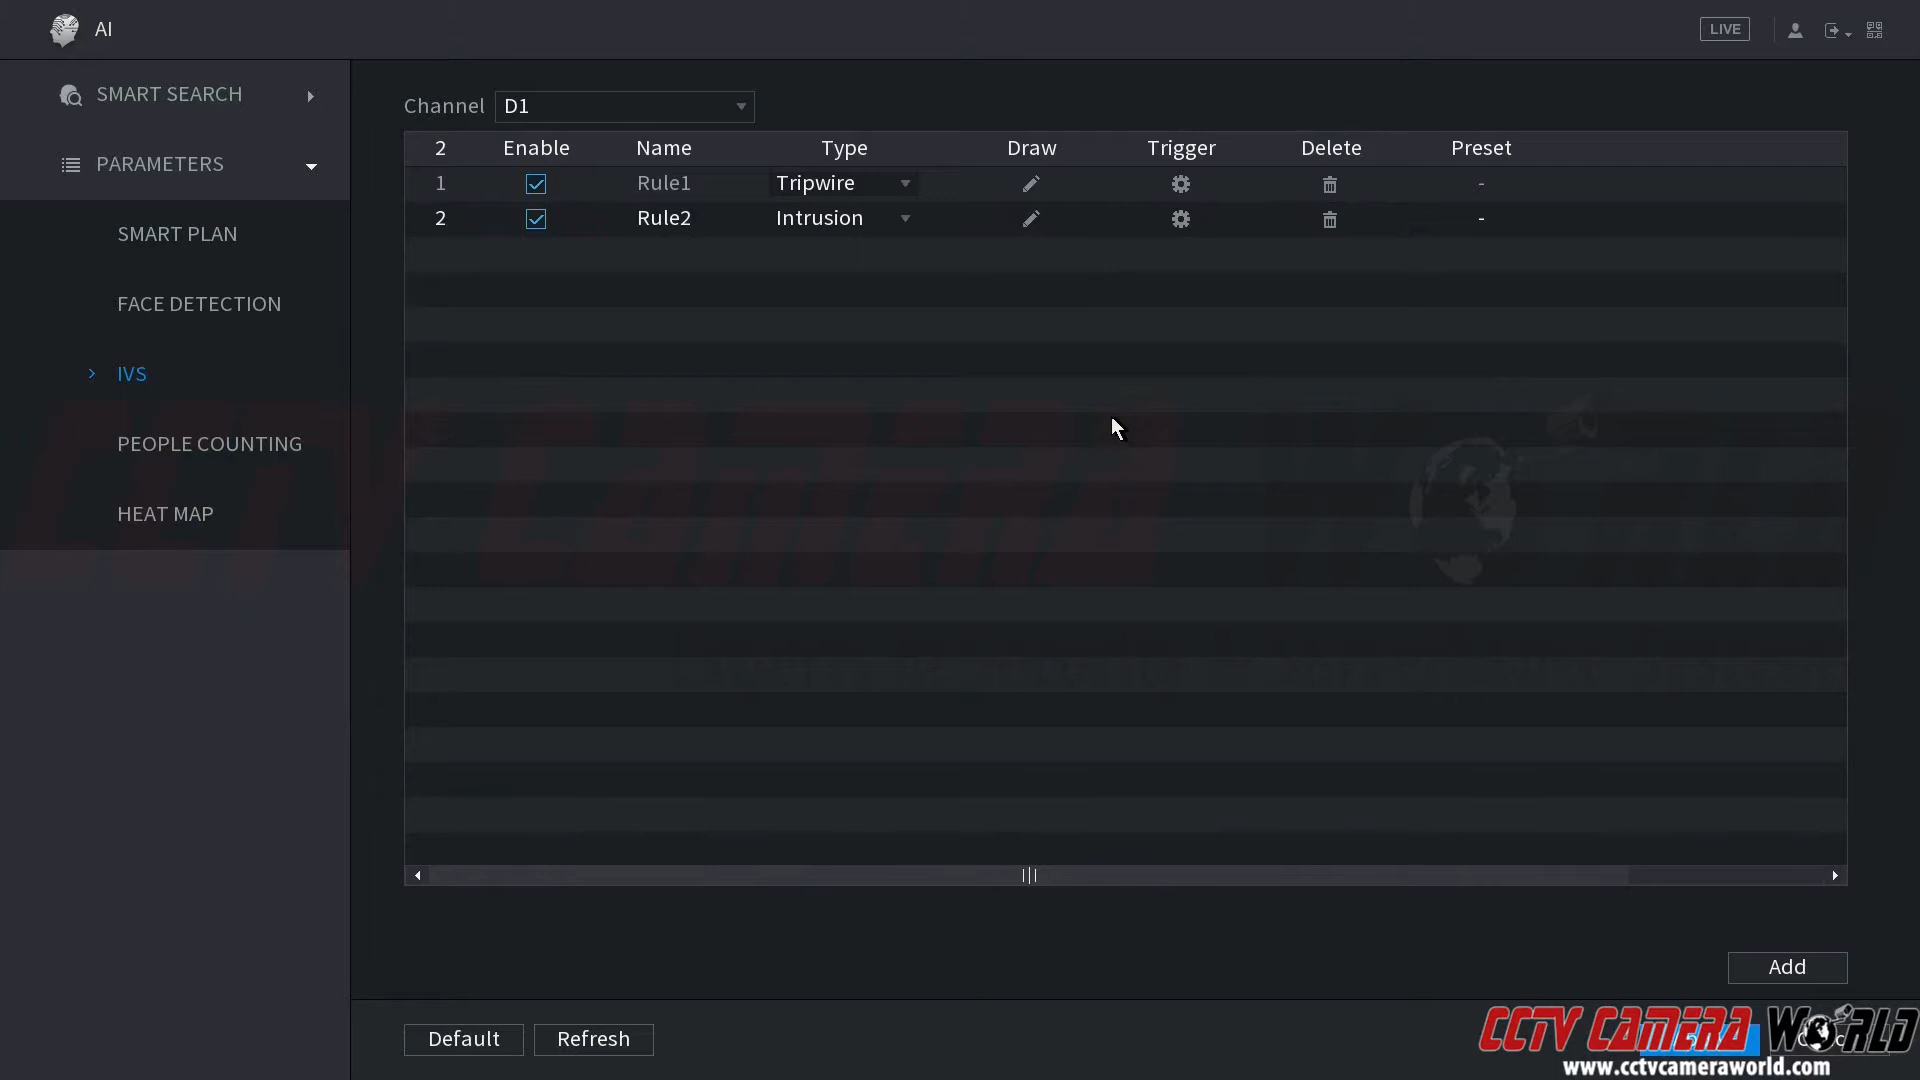 AI
LIVE
SMART SEARCH
PARAMETERS
SMART PLAN
FACE DETECTION
IVS
PEOPLE COUNTING
HEAT MAP
Channel D1
2 Enable Name Type Draw Trigger Delete Preset
1 Rule1 Tripwire -
2 Rule2 Intrusion -
CCTV CAMERA
Add
Default Refresh
CCTV CAMERA WORLD
www.cctvcameraworld.com